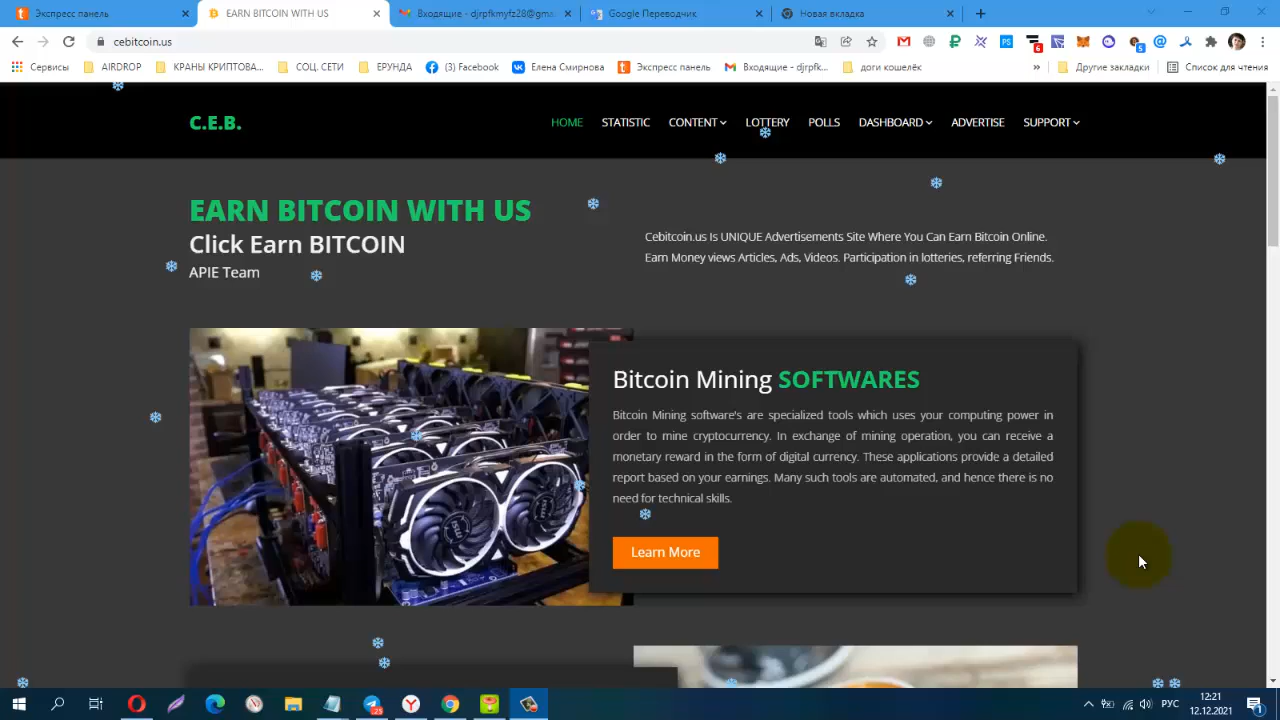 Экспресс панель
EARN BITCOIN WITH US
Входящие - djrpfkmyfz28@gma
Google Переводчик
Новая вкладка
cebitcoin.us
6
5
Сервисы
AIRDROP
КРАНЫ КРИПТОВА...
СОЦ. СЕТИ
ЕРУНДА
(3) Facebook
Елена Смирнова
Экспресс панель
Входящие - djrpfk...
доги кошелёк
»
Другие закладки
Список для чтения
C.E.B.
HOME
STATISTIC
CONTENT
LOTTERY
POLLS
DASHBOARD
ADVERTISE
SUPPORT
EARN BITCOIN WITH US
Click Earn BITCOIN
APIE Team
Cebitcoin.us Is UNIQUE Advertisements Site Where You Can Earn Bitcoin Online.
Earn Money views Articles, Ads, Videos. Participation in lotteries, referring Friends.
Bitcoin Mining SOFTWARES
Bitcoin Mining software's are specialized tools which uses your computing power in
order to mine cryptocurrency. In exchange of mining operation, you can receive a
monetary reward in the form of digital currency. These applications provide a detailed
report based on your earnings. Many such tools are automated, and hence there is no
need for technical skills.
Learn More
РУС
12:21
12.12.2021
1